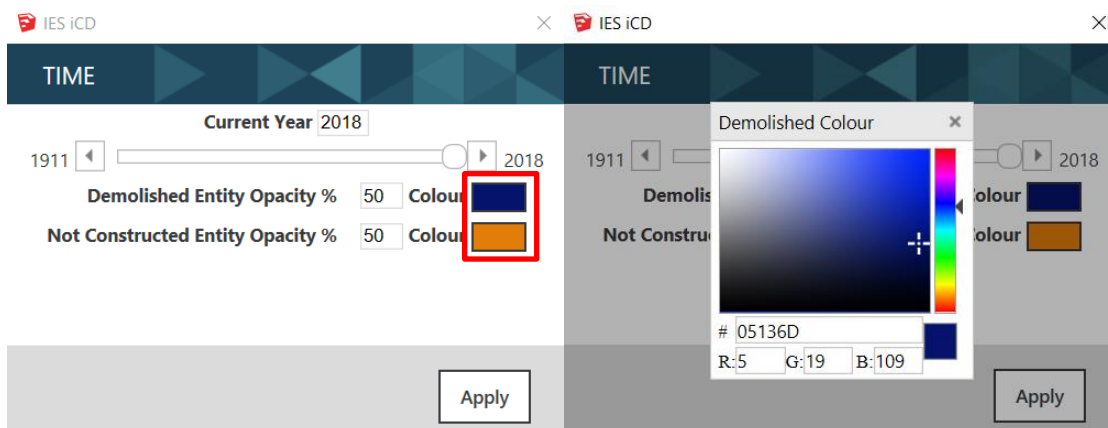 IES iCD
TIME
Current Year 2018
1911 2018
Demolished Entity Opacity % 50 Colour
Not Constructed Entity Opacity % 50 Colour
Apply
IES iCD
TIME
Demolished Colour
1911 2018
Demolis olour
Not Constru olour
# 05136D
R: 5 G: 19 B: 109
Apply